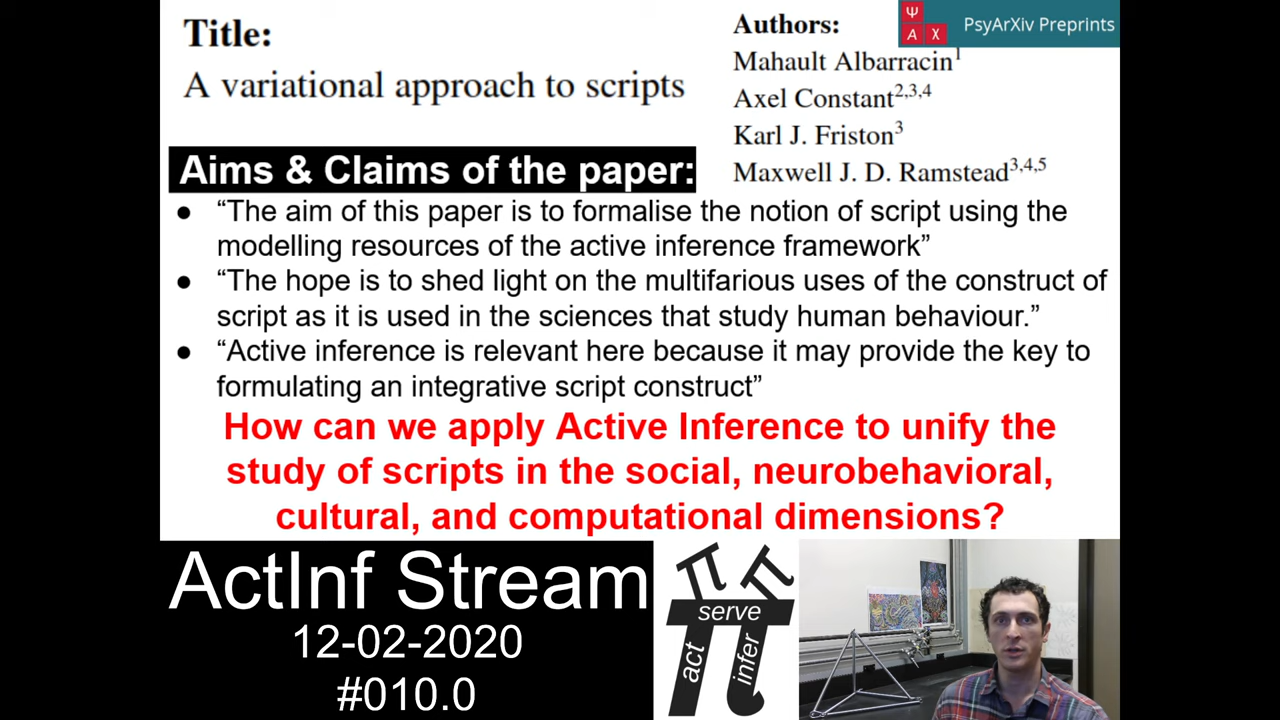 Title:
A variational approach to scripts
Authors:
Mahault Albarracin1
Axel Constant2,3,4
Karl J. Friston3
Maxwell J. D. Ramstead3,4,5
Ψ
Α Χ
PsyArXiv Preprints
Aims & Claims of the paper:
● “The aim of this paper is to formalise the notion of script using the
modelling resources of the active inference framework”
● “The hope is to shed light on the multifarious uses of the construct of
script as it is used in the sciences that study human behaviour.”
● “Active inference is relevant here because it may provide the key to
formulating an integrative script construct”
How can we apply Active Inference to unify the
study of scripts in the social, neurobehavioral,
cultural, and computational dimensions?
ActInf Stream
12-02-2020
#010.0
π π
π
serve
act
infer